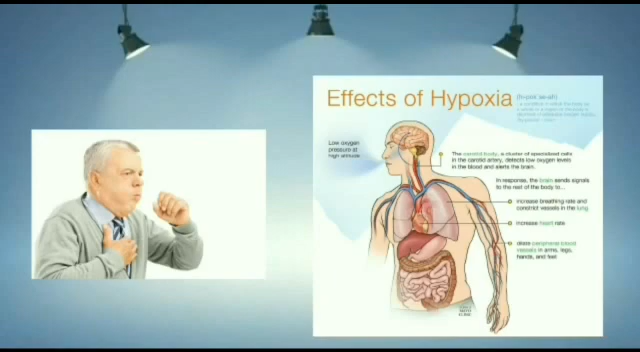 Effects of Hypoxia
Low oxygen
pressure at
high altitude
The carotid body, a cluster of specialized cells
in the carotid artery, detects low oxygen levels
in the blood and alerts the brain.
In response, the brain sends signals
to the rest of the body to...
increase breathing rate and
constrict vessels in the lung
increase heart rate
dilate peripheral blood
vessels in arms, legs,
hands, and feet